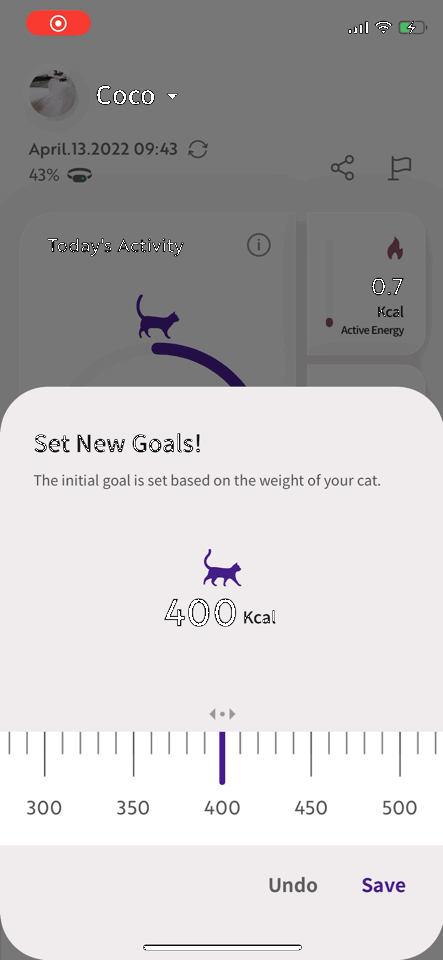 Coco
April.13.2022 09:43
43%
Today's Activity
0.7
Kcal
Active Energy
Set New Goals!
The initial goal is set based on the weight of your cat.
400 Kcal
300 350 400 450 500
Undo Save